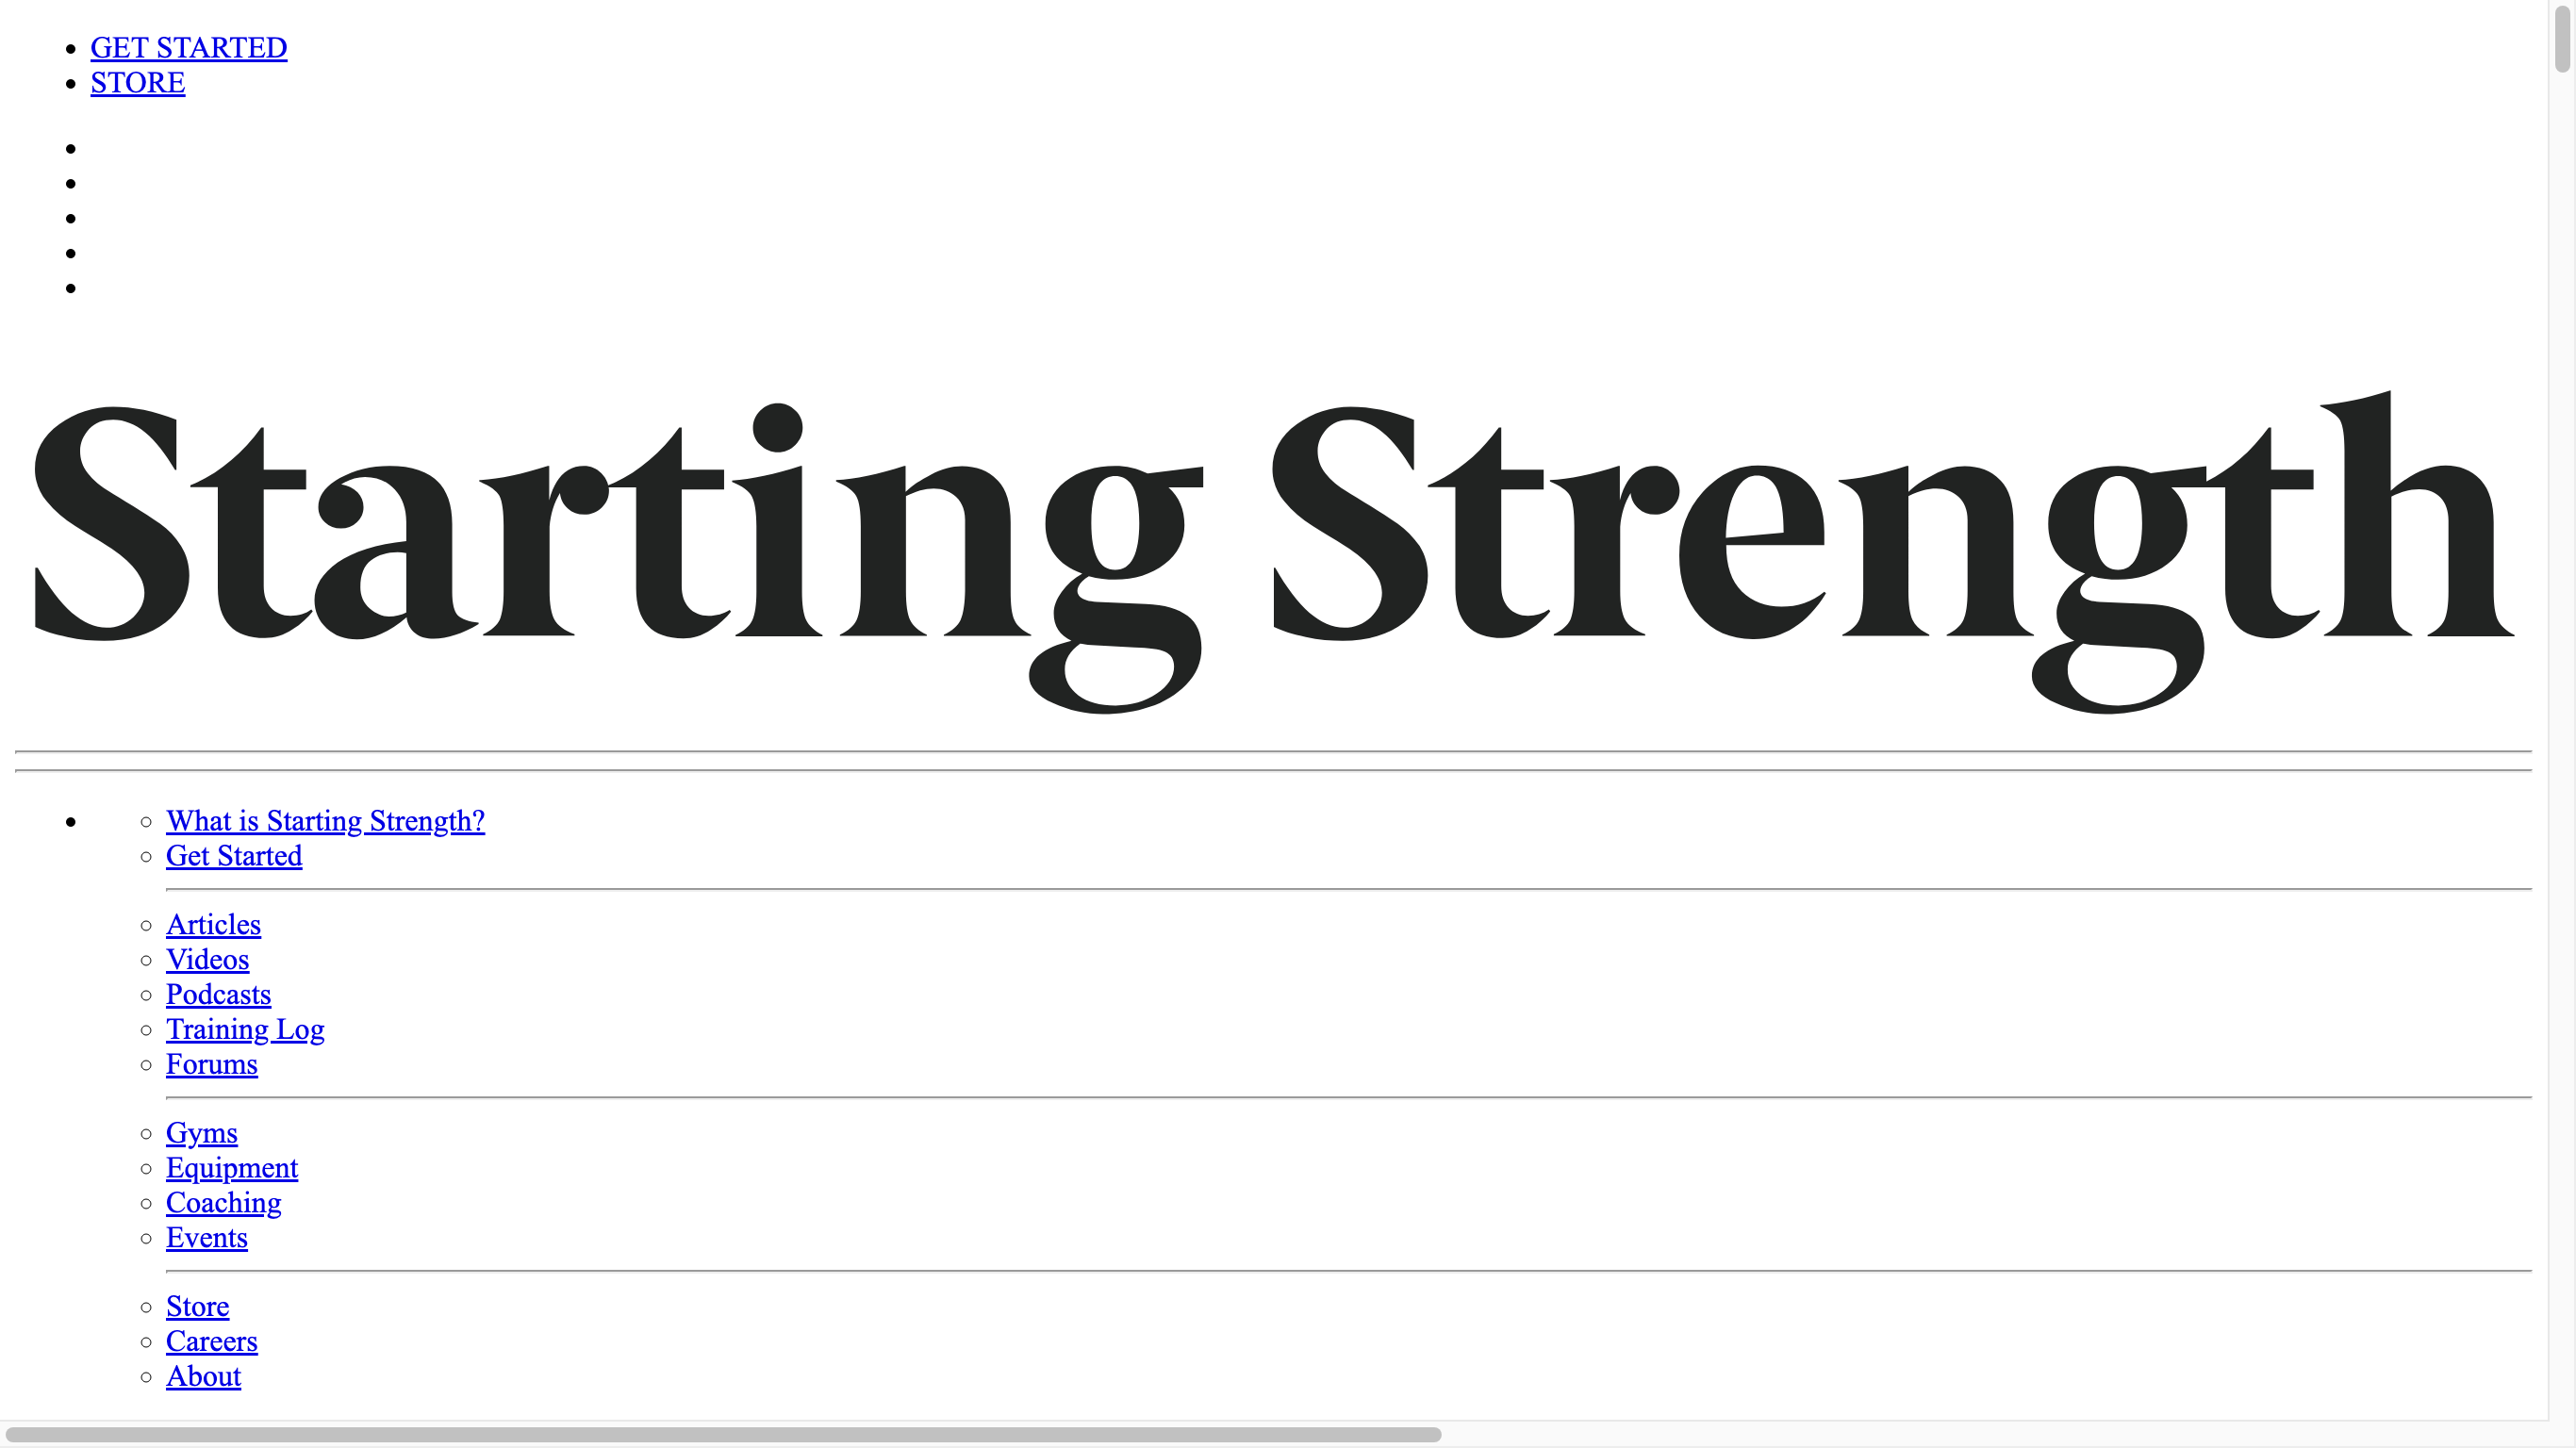 GET STARTED
STORE
Starting Strength
What is Starting Strength?
Get Started
Articles
Videos
Podcasts
Training Log
Forums
Gyms
Equipment
Coaching
Events
Store
Careers
About